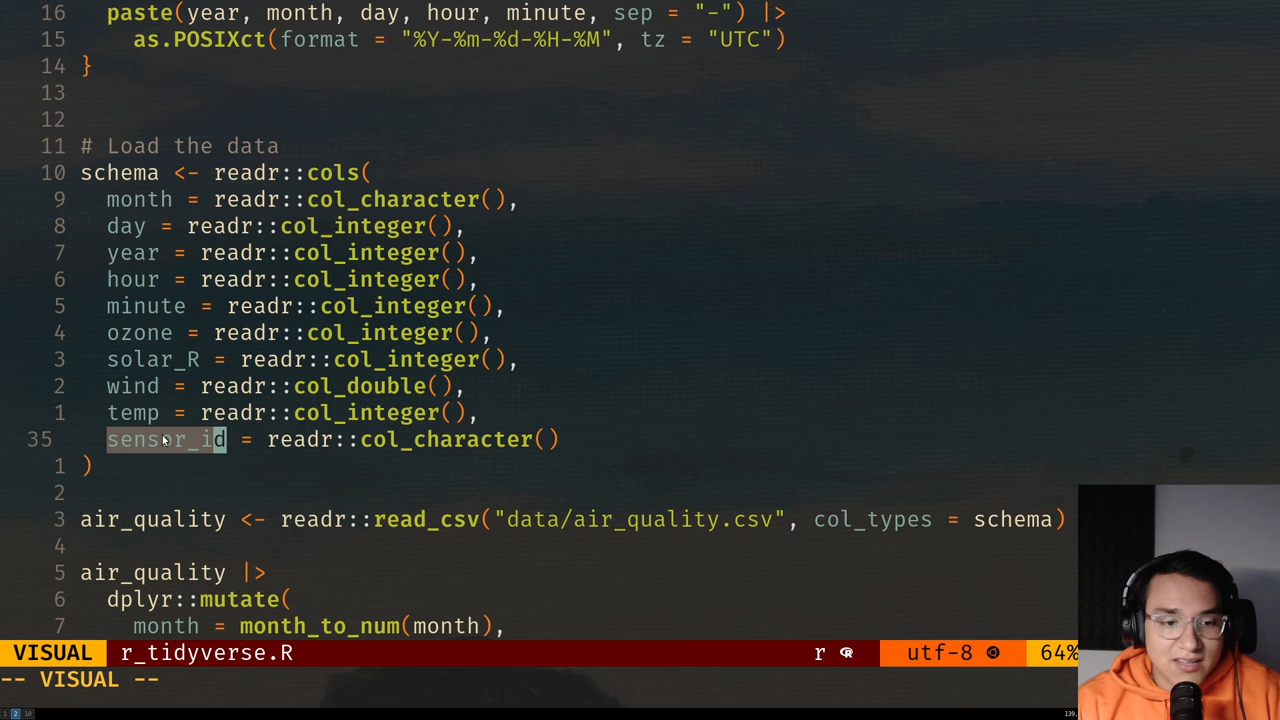 16   paste(year, month, day, hour, minute, sep = "-") |>
15     as.POSIXct(format = "%Y-%m-%d-%H-%M", tz = "UTC")
14 }
13
12
11 # Load the data
10 schema <- readr::cols(
9   month = readr::col_character(),
8   day = readr::col_integer(),
7   year = readr::col_integer(),
6   hour = readr::col_integer(),
5   minute = readr::col_integer(),
4   ozone = readr::col_integer(),
3   solar_R = readr::col_integer(),
2   wind = readr::col_double(),
1   temp = readr::col_integer(),
35   sensor_id = readr::col_character()
1 )
2
3 air_quality <- readr::read_csv("data/air_quality.csv", col_types = schema)
4
5 air_quality |>
6   dplyr::mutate(
7     month = month_to_num(month),
VISUAL r_tidyverse.R r utf-8 64%
-- VISUAL --
1 2 10 139,